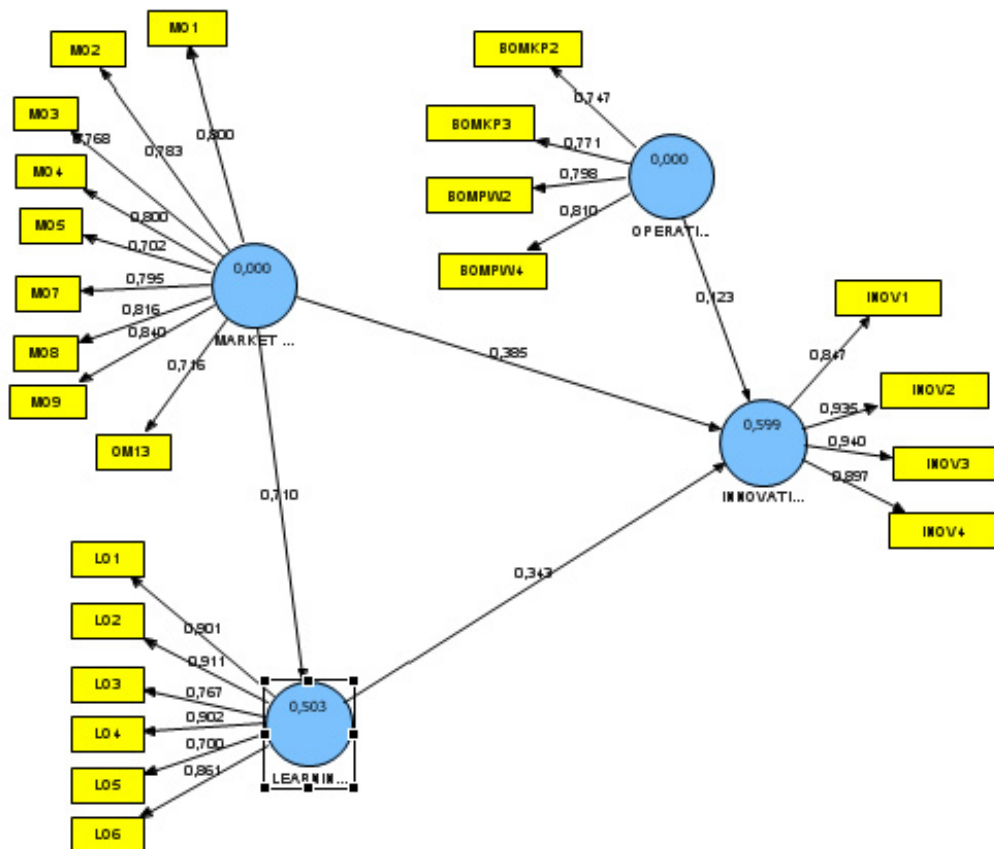 MO1
MO2
MO3
MO4
MO5
MO7
MO8
MO9
OM13
0,800
0,783
0,768
0,800
0,702
0,795
0,816
0,840
0,716
0,000
MARKET ...
BOMKP2
BOMKP3
BOMPW2
BOMPW4
0,747
0,771
0,798
0,810
0,000
OPERATI...
0,123
0,385
0,710
0,343
INOV1
INOV2
INOV3
INOV4
0,847
0,935
0,940
0,897
0,599
INNOVATI...
LO1
LO2
LO3
LO4
LO5
LO6
0,901
0,911
0,767
0,902
0,700
0,861
0,503
LEARNIN...